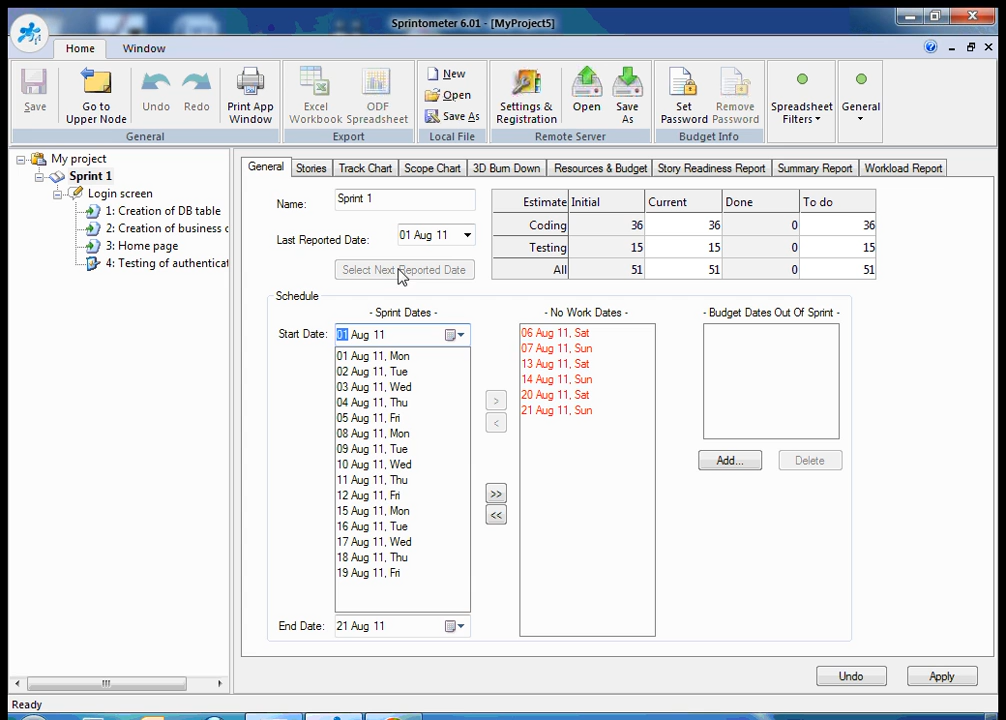 Sprintometer 6.01 - [MyProject5]
Home
Window
Save
Go to Upper Node
Undo
Redo
Print App Window
General
Excel Workbook
ODF Spreadsheet
Export
New
Open
Save As
Local File
Settings & Registration
Open
Save As
Remote Server
Set Password
Remove Password
Budget Info
Spreadsheet Filters
General
My project
Sprint 1
Login screen
1: Creation of DB table
2: Creation of business c
3: Home page
4: Testing of authenticat
General
Stories
Track Chart
Scope Chart
3D Burn Down
Resources & Budget
Story Readiness Report
Summary Report
Workload Report
Name:
Sprint 1
Last Reported Date:
01 Aug 11
Select Next Reported Date
Estimate Initial Current Done To do
Coding 36 36 0 36
Testing 15 15 0 15
All 51 51 0 51
Schedule
- Sprint Dates -
- No Work Dates -
- Budget Dates Out Of Sprint -
Start Date:
01 Aug 11
01 Aug 11, Mon
02 Aug 11, Tue
03 Aug 11, Wed
04 Aug 11, Thu
05 Aug 11, Fri
08 Aug 11, Mon
09 Aug 11, Tue
10 Aug 11, Wed
11 Aug 11, Thu
12 Aug 11, Fri
15 Aug 11, Mon
16 Aug 11, Tue
17 Aug 11, Wed
18 Aug 11, Thu
19 Aug 11, Fri
End Date:
21 Aug 11
>
<
>>
<<
06 Aug 11, Sat
07 Aug 11, Sun
13 Aug 11, Sat
14 Aug 11, Sun
20 Aug 11, Sat
21 Aug 11, Sun
Add...
Delete
Undo
Apply
Ready